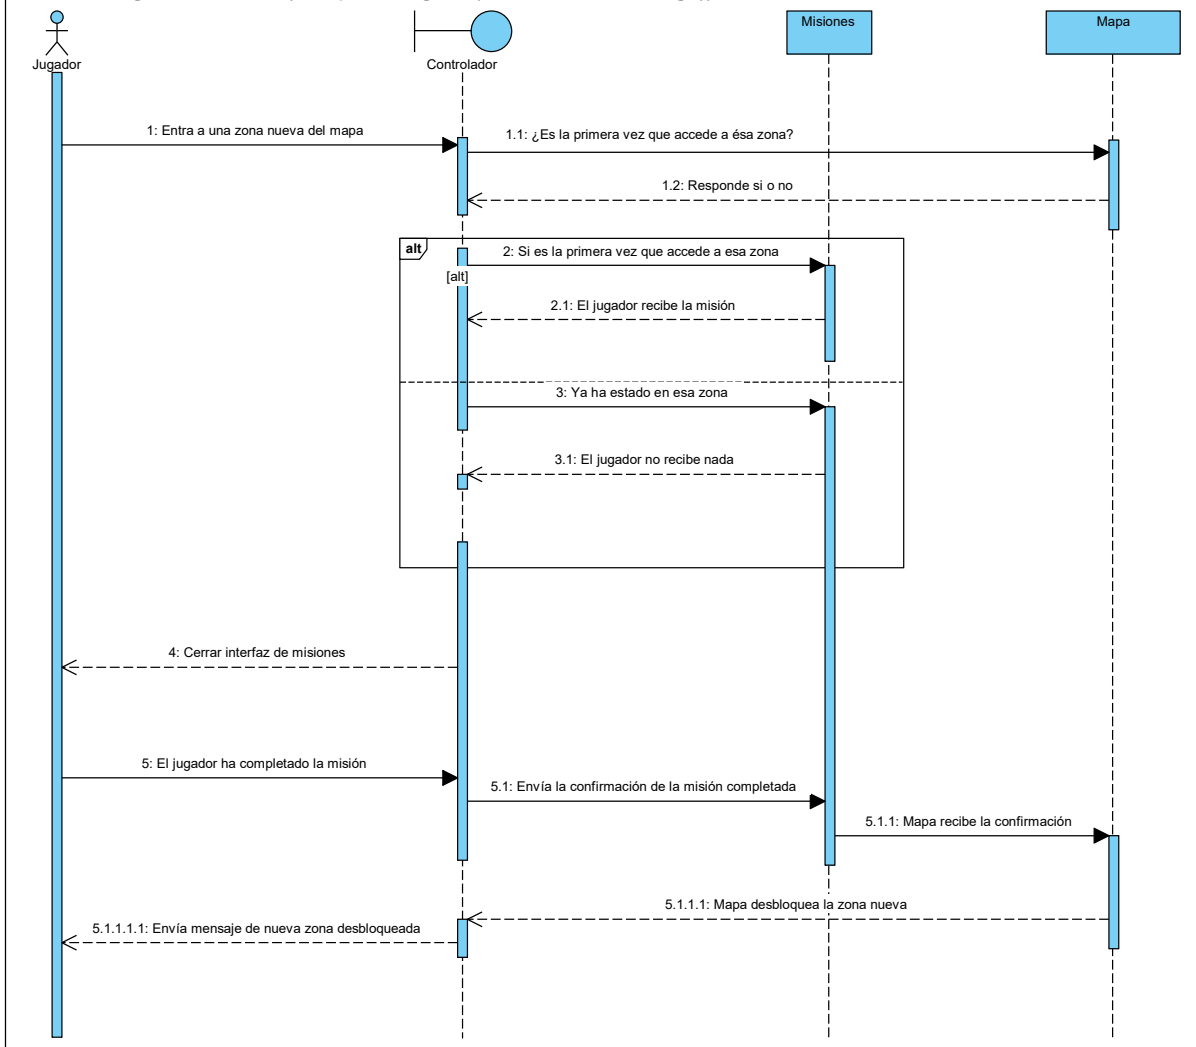 Misiones
Mapa
Jugador
Controlador
1: Entra a una zona nueva del mapa
1.1: ¿Es la primera vez que accede a ésa zona?
1.2: Responde si o no
alt
2: Si es la primera vez que accede a esa zona
[alt]
2.1: El jugador recibe la misión
3: Ya ha estado en esa zona
3.1: El jugador no recibe nada
4: Cerrar interfaz de misiones
5: El jugador ha completado la misión
5.1: Envía la confirmación de la misión completada
5.1.1: Mapa recibe la confirmación
5.1.1.1: Mapa desbloquea la zona nueva
5.1.1.1.1: Envía mensaje de nueva zona desbloqueada